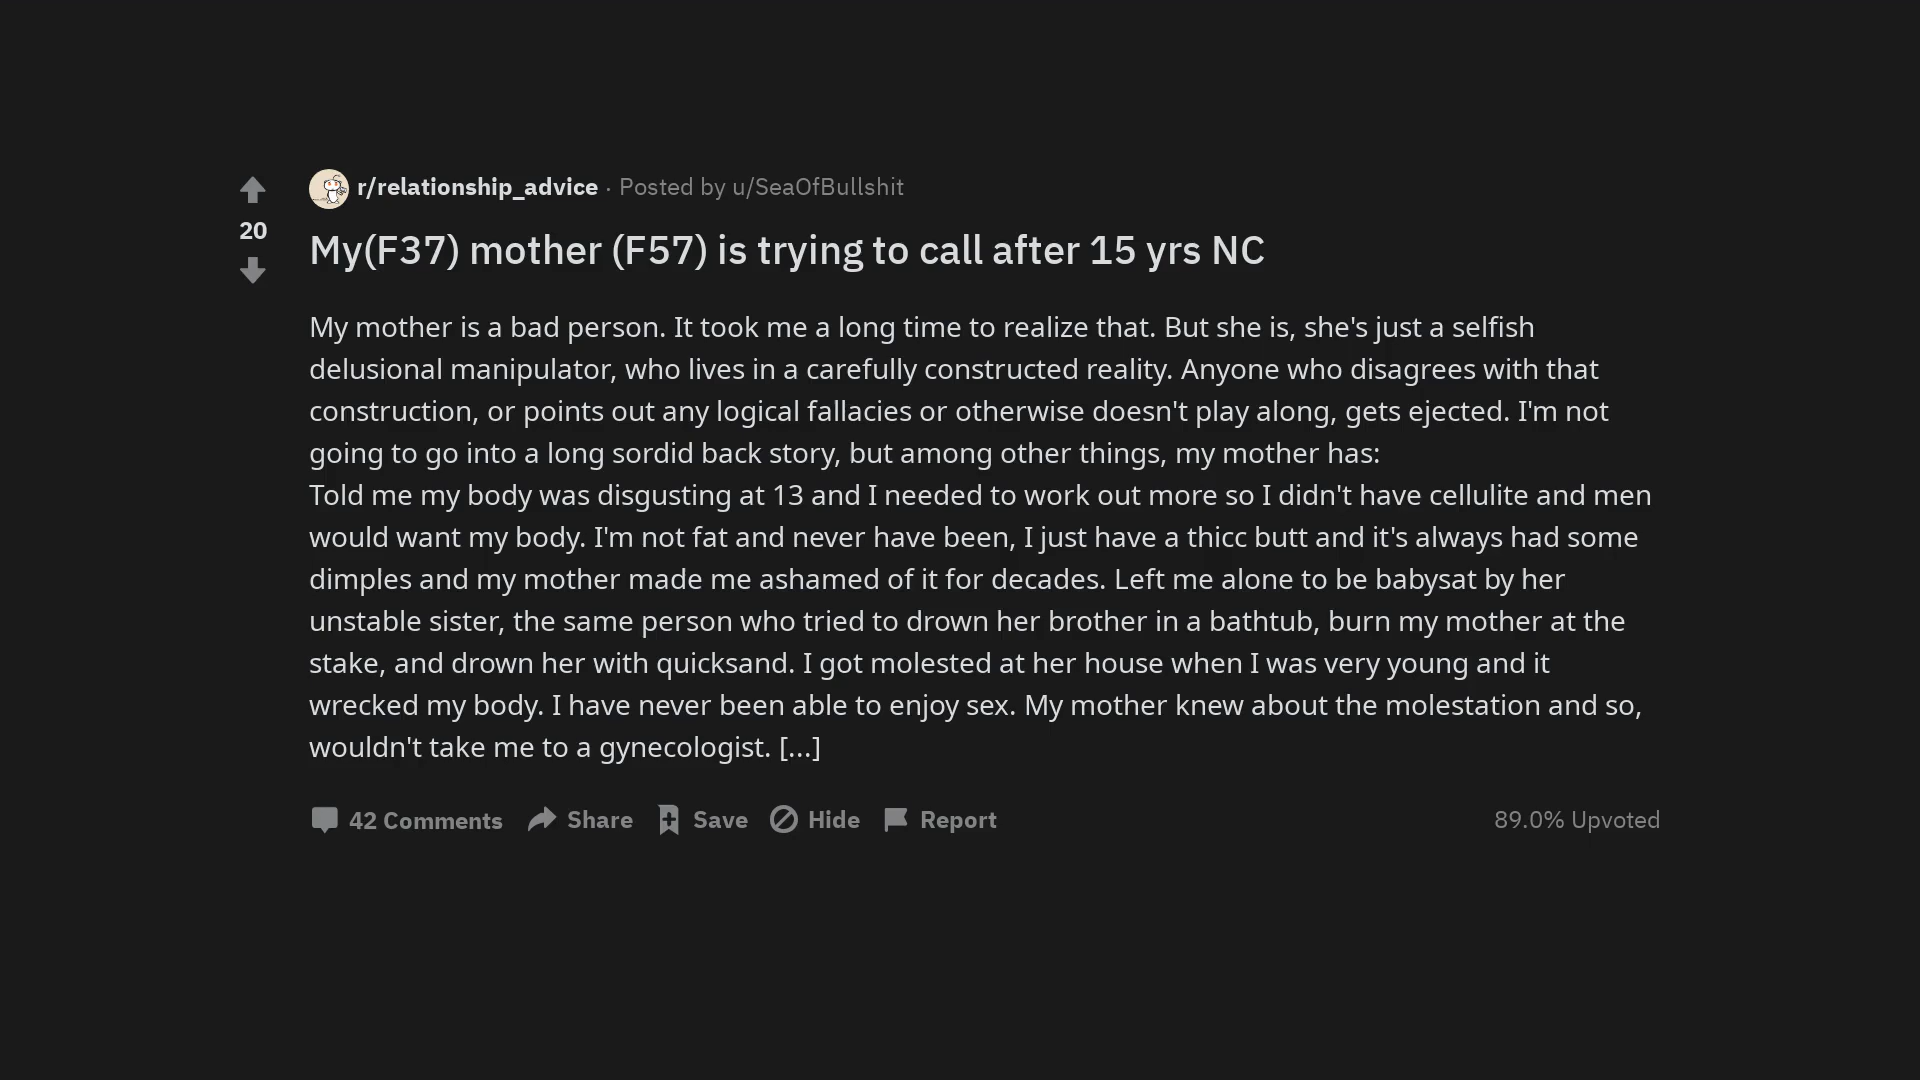 r/relationship_advice · Posted by u/SeaOfBullshit
20
My(F37) mother (F57) is trying to call after 15 yrs NC
My mother is a bad person. It took me a long time to realize that. But she is, she's just a selfish
delusional manipulator, who lives in a carefully constructed reality. Anyone who disagrees with that
construction, or points out any logical fallacies or otherwise doesn't play along, gets ejected. I'm not
going to go into a long sordid back story, but among other things, my mother has:
Told me my body was disgusting at 13 and I needed to work out more so I didn't have cellulite and men
would want my body. I'm not fat and never have been, I just have a thicc butt and it's always had some
dimples and my mother made me ashamed of it for decades. Left me alone to be babysat by her
unstable sister, the same person who tried to drown her brother in a bathtub, burn my mother at the
stake, and drown her with quicksand. I got molested at her house when I was very young and it
wrecked my body. I have never been able to enjoy sex. My mother knew about the molestation and so,
wouldn't take me to a gynecologist. [...]
42 Comments Share Save Hide Report 89.0% Upvoted